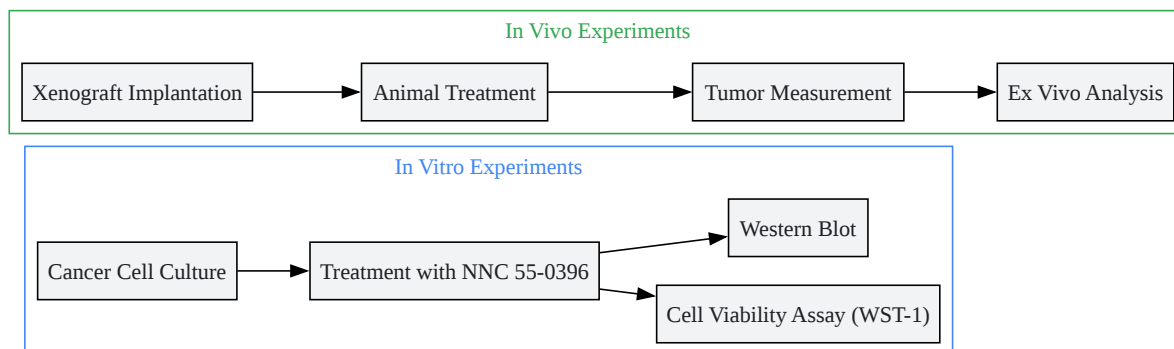 In Vivo Experiments
Xenograft Implantation
Animal Treatment
Tumor Measurement
Ex Vivo Analysis
In Vitro Experiments
Cancer Cell Culture
Treatment with NNC 55-0396
Western Blot
Cell Viability Assay (WST-1)